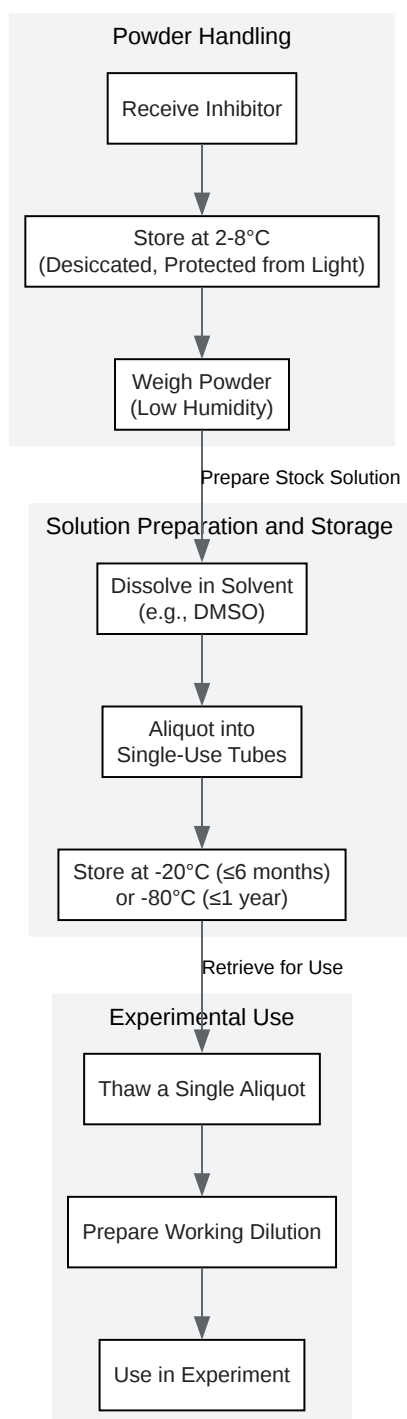 Powder Handling
Receive Inhibitor
Store at 2-8°C
(Desiccated, Protected from Light)
Weigh Powder
(Low Humidity)
Prepare Stock Solution
Solution Preparation and Storage
Dissolve in Solvent
(e.g., DMSO)
Aliquot into
Single-Use Tubes
Store at -20°C (≤6 months)
or -80°C (≤1 year)
Retrieve for Use
Experimental Use
Thaw a Single Aliquot
Prepare Working Dilution
Use in Experiment